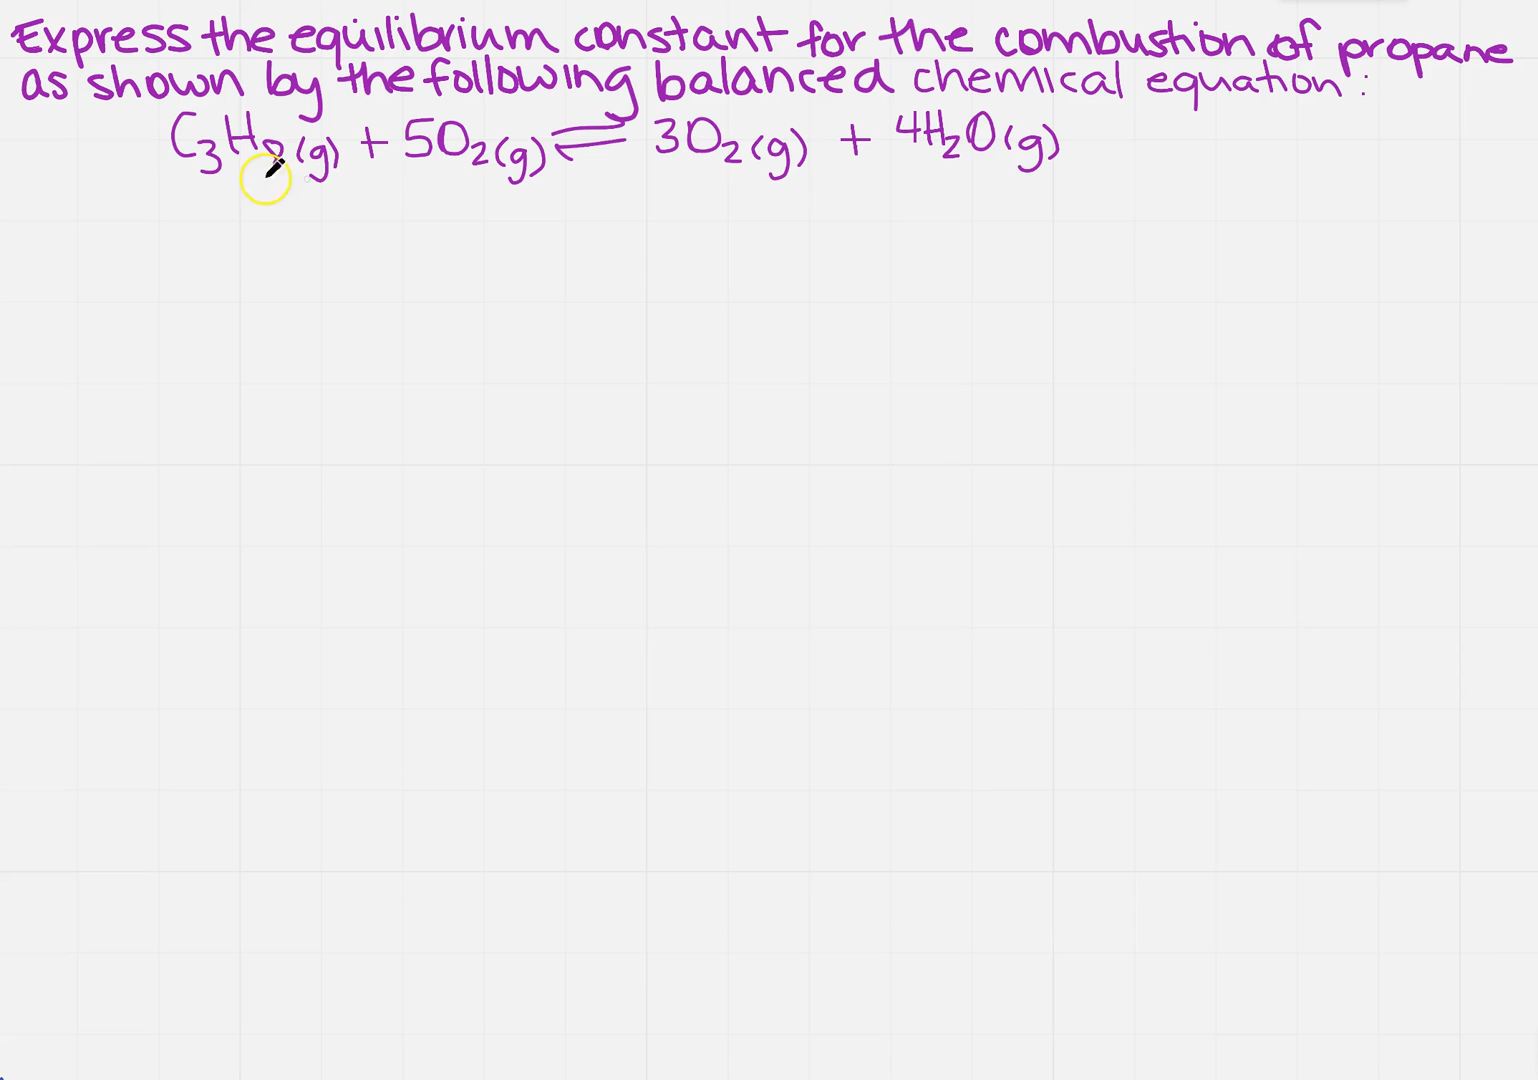 Express the equilibrium constant for the combustion of propane
as shown by the following balanced chemical equation:
C₃H₈(g) + 5O₂(g) ⇌ 3O₂(g) + 4H₂O(g)